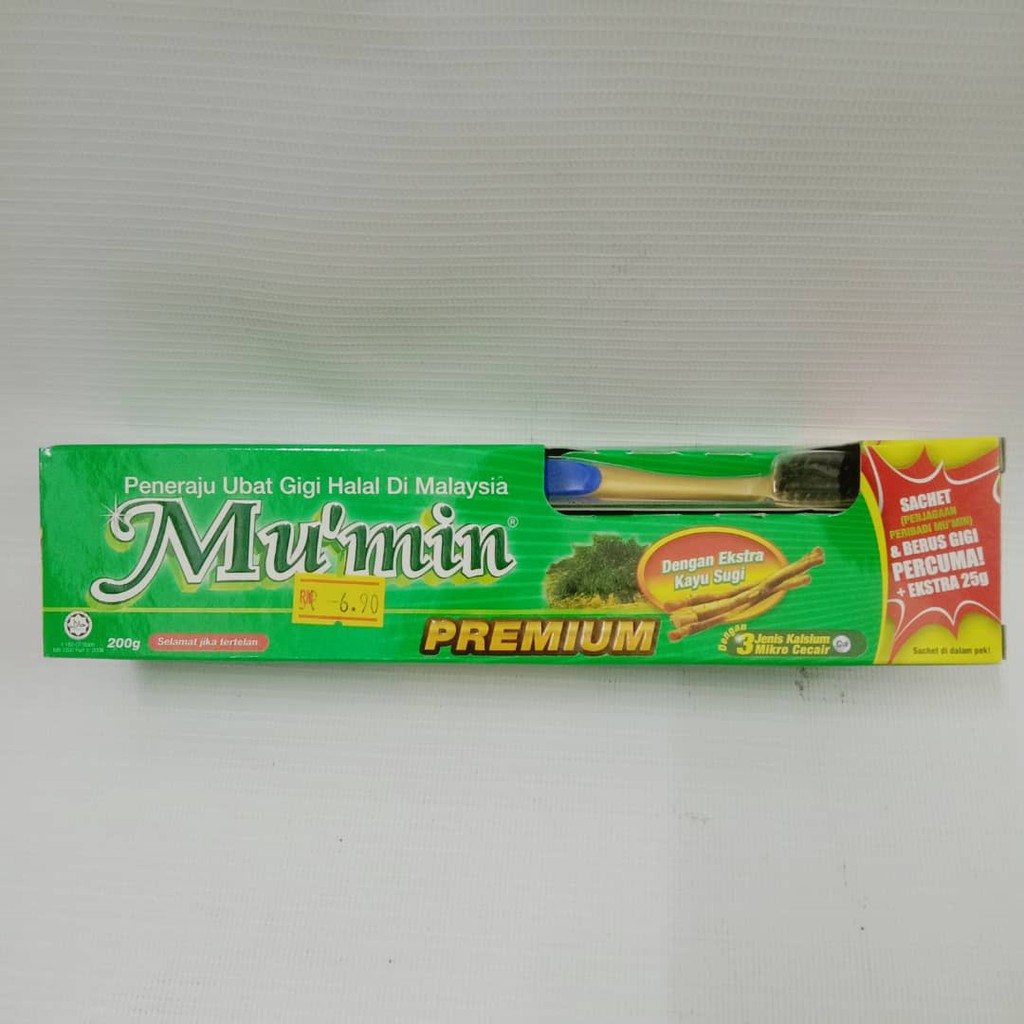 Peneraju Ubat Gigi Halal Di Malaysia
Mu'min®
RM -6.90
200g
Selamat jika tertelan
PREMIUM
Dengan Ekstra
Kayu Sugi
Dengan
3 Jenis Kalsium
Mikro Cecair
Ca
SACHET
(PENJAGAAN
PERIBADI MU'MIN)
& BERUS GIGI
PERCUMA!
+ EKSTRA 25g
Sachet di dalam pek!